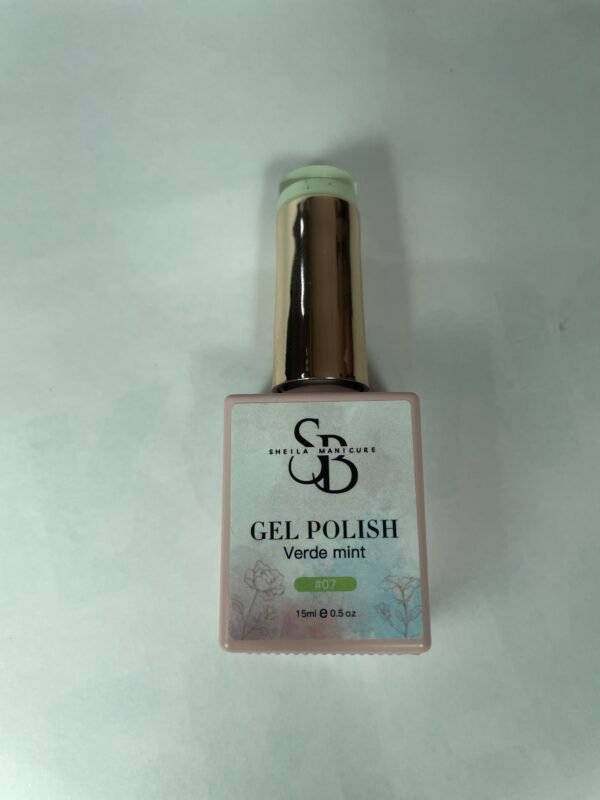 SB
SHEILA MANICURE
GEL POLISH
Verde mint
#07
15ml e 0.5 oz